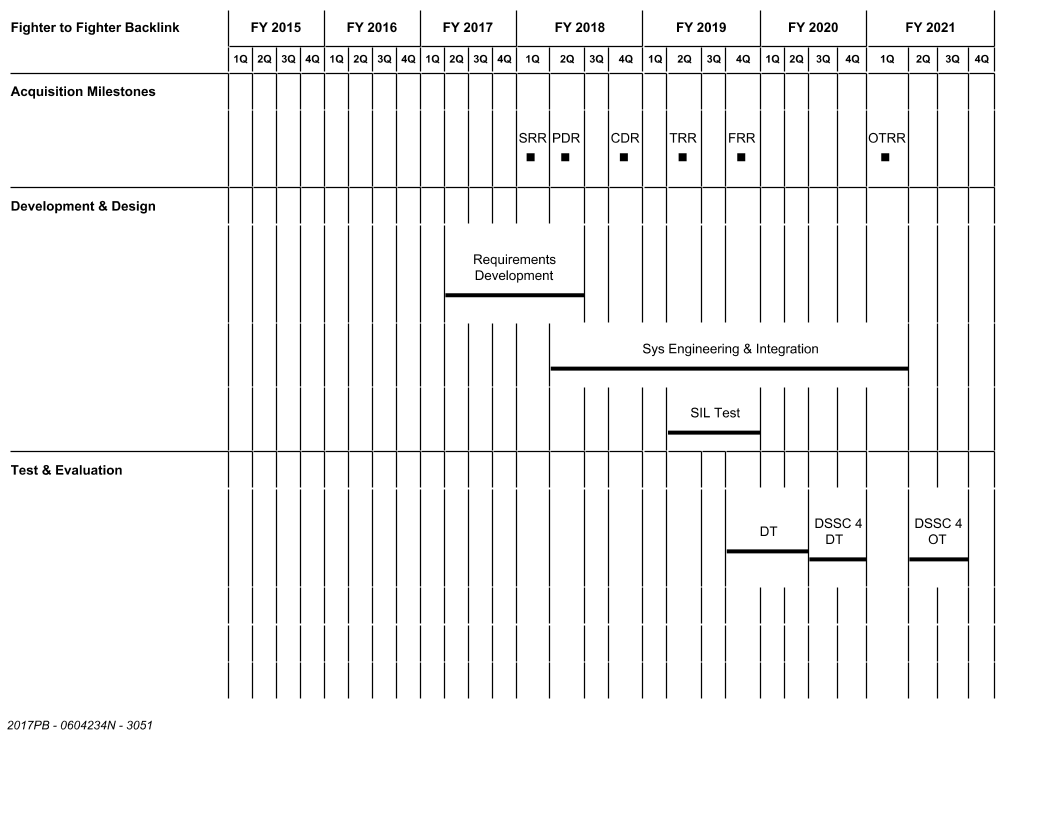 Fighter to Fighter Backlink FY 2015 FY 2016 FY 2017 FY 2018 FY 2019 FY 2020 FY 2021
1Q 2Q 3Q 4Q 1Q 2Q 3Q 4Q 1Q 2Q 3Q 4Q 1Q 2Q 3Q 4Q 1Q 2Q 3Q 4Q 1Q 2Q 3Q 4Q 1Q 2Q 3Q 4Q
Acquisition Milestones
SRR PDR CDR TRR FRR OTRR
Development & Design
Requirements
Development
Sys Engineering & Integration
SIL Test
Test & Evaluation
DT
DSSC 4
DT
DSSC 4
OT
2017PB - 0604234N - 3051